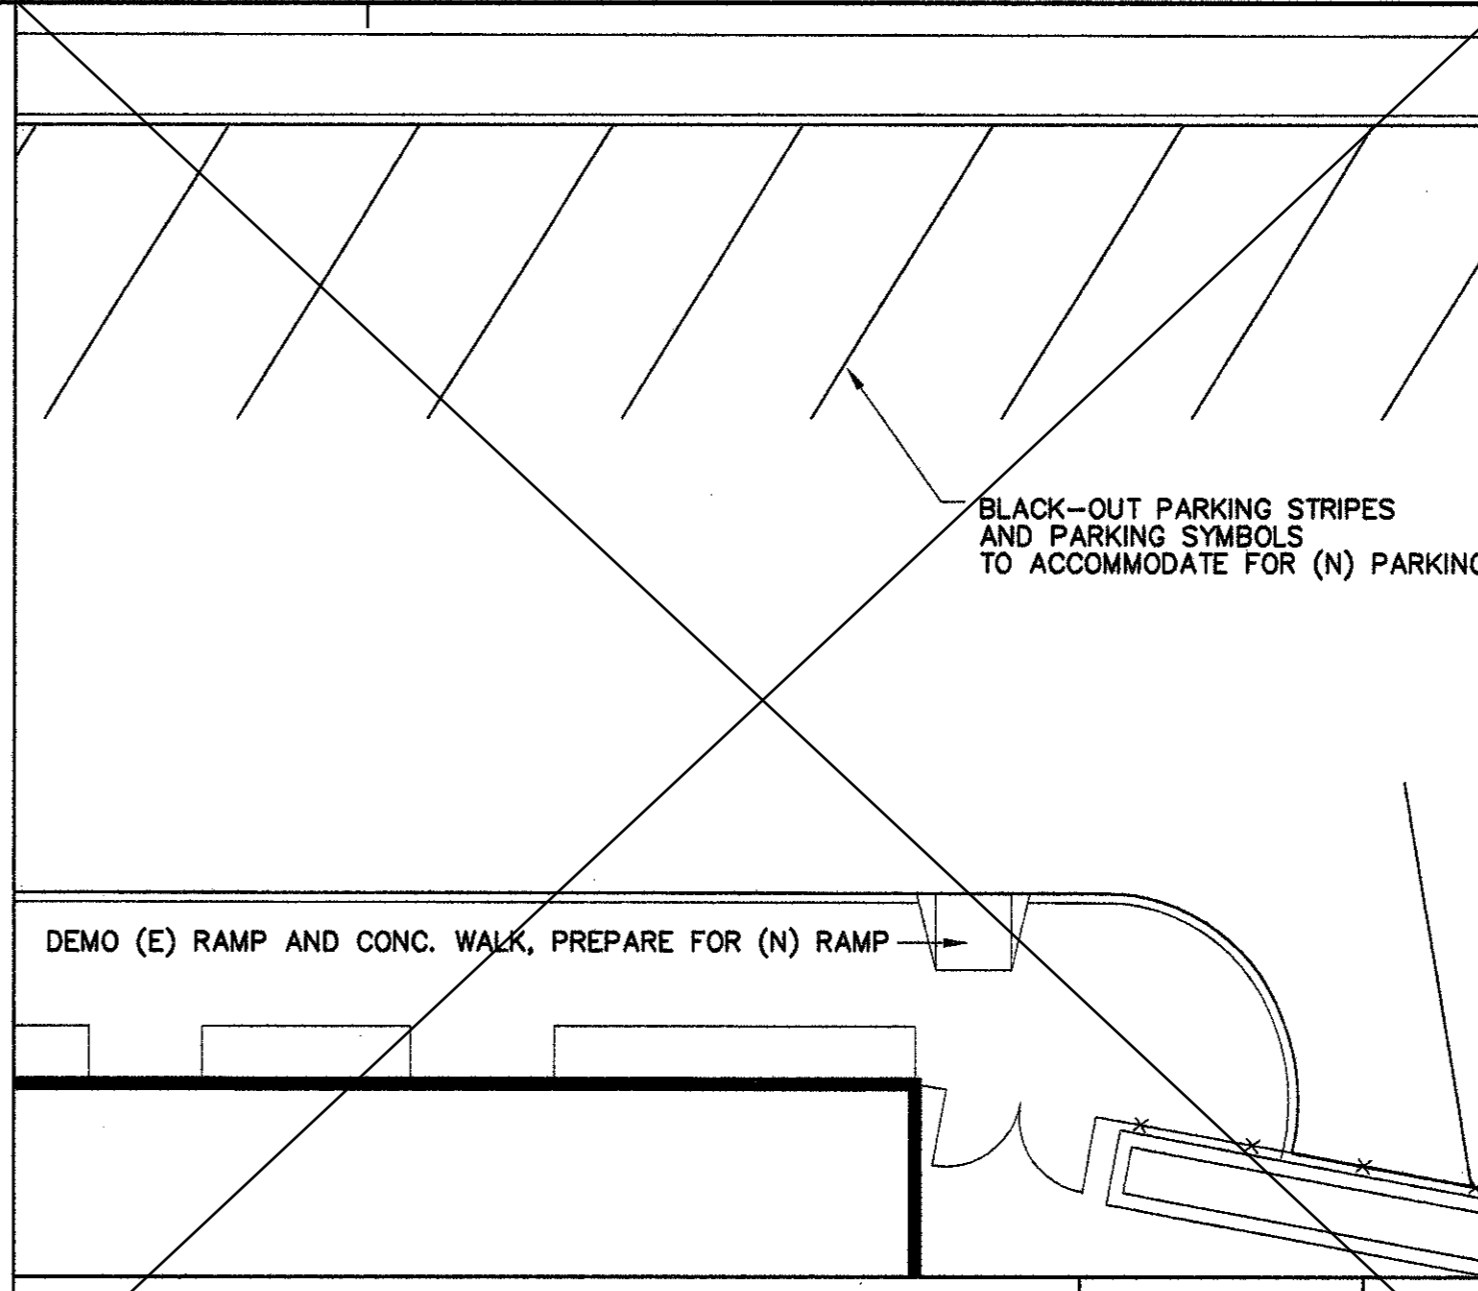 BLACK-OUT PARKING STRIPES
AND PARKING SYMBOLS
TO ACCOMMODATE FOR (N) PARKING
DEMO (E) RAMP AND CONC. WALK, PREPARE FOR (N) RAMP